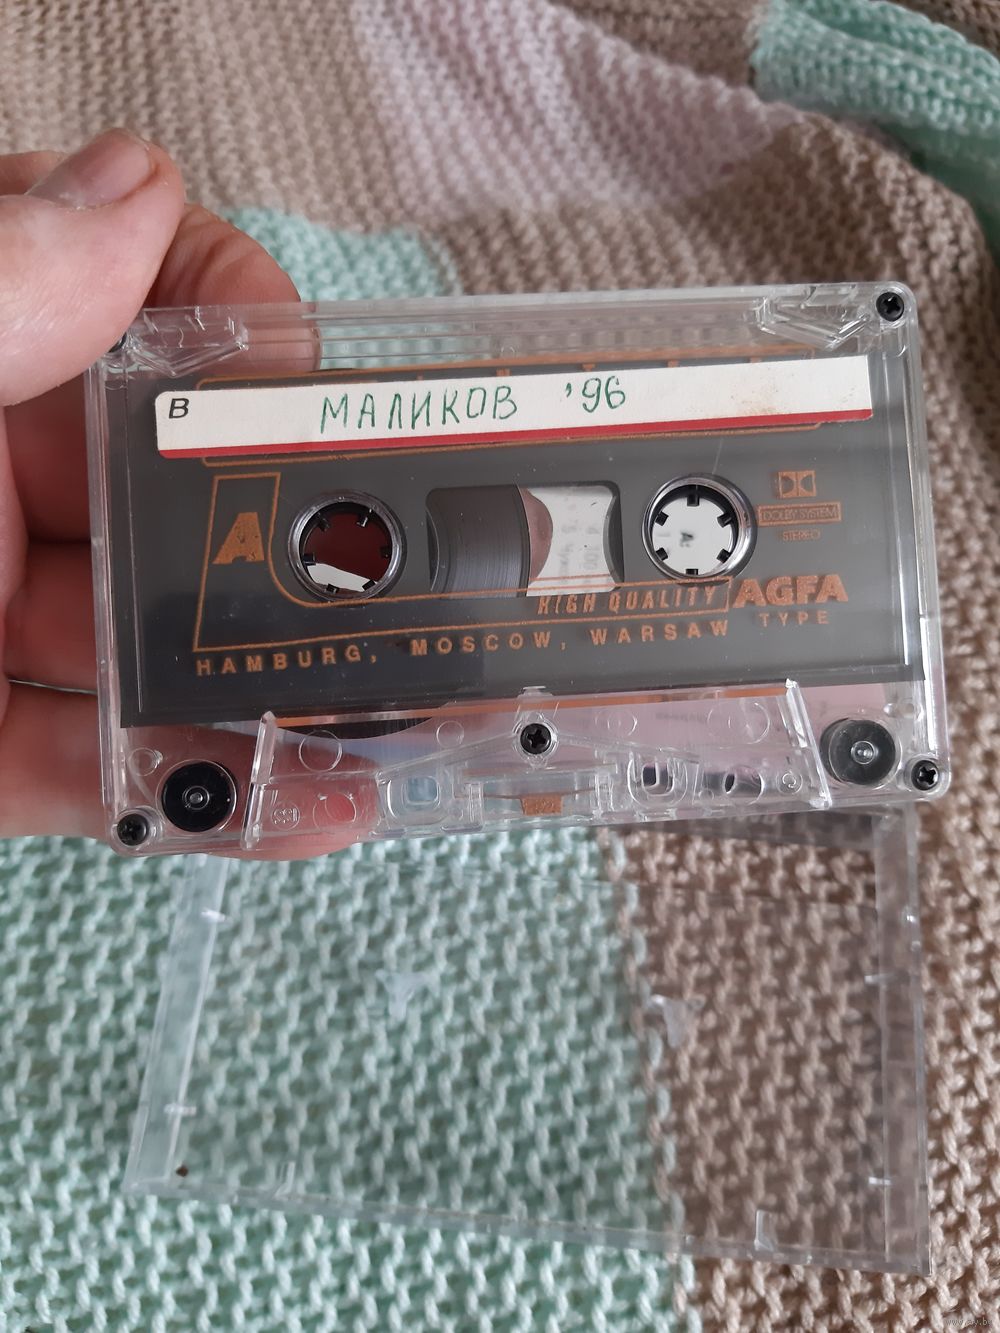 B
МАЛИКОВ '96
A
DOLBY SYSTEM
STEREO
HIGH QUALITY
AGFA
TYPE
HAMBURG, MOSCOW, WARSAW